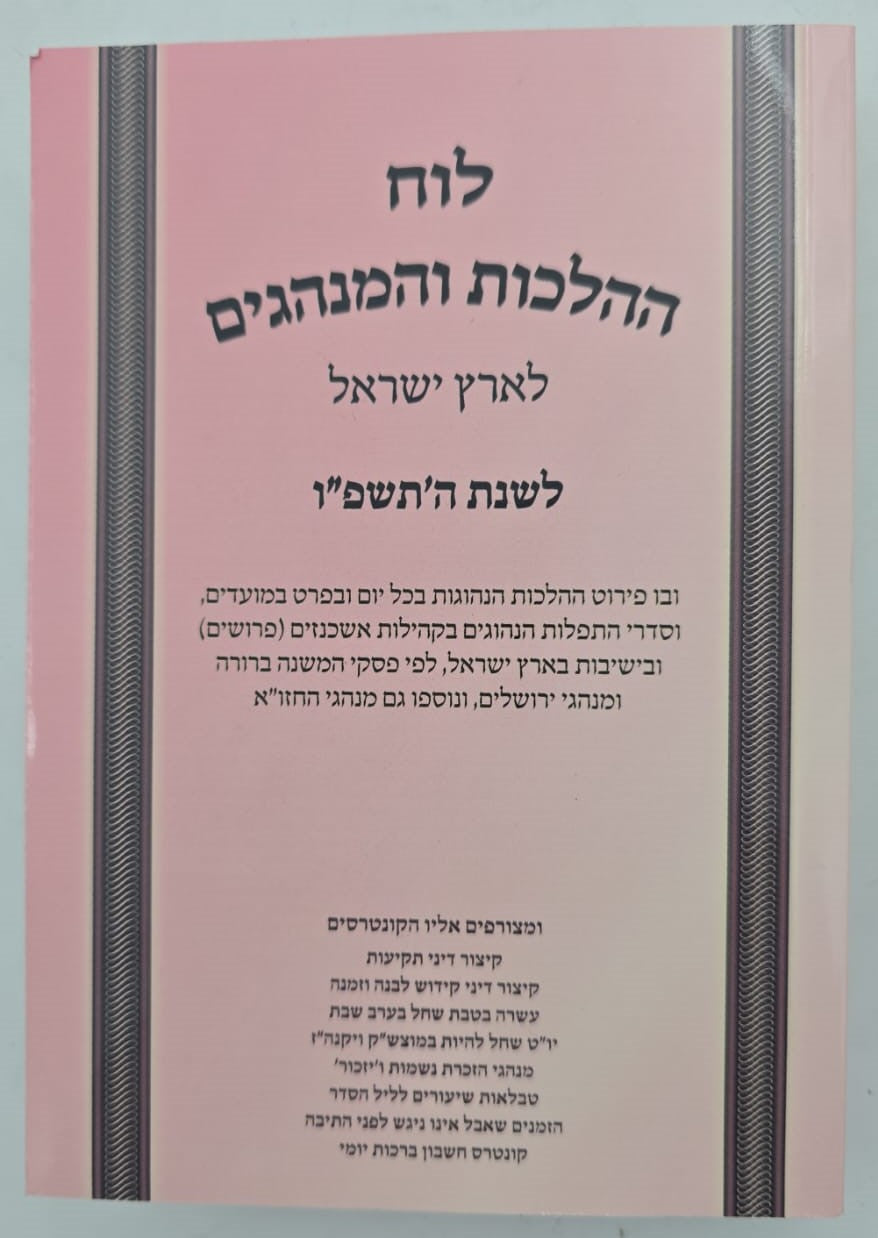 לוח
ההלכות והמנהגים
לארץ ישראל
לשנת ה'תשפ"ו
ובו פירוט ההלכות הנהוגות בכל יום ובפרט במועדים,
וסדרי התפלות הנהוגים בקהילות אשכנזים (פרושים)
ובישיבות בארץ ישראל, לפי פסקי המשנה ברורה
ומנהגי ירושלים, ונוספו גם מנהגי החזו"א
ומצורפים אליו הקונטרסים
קיצור דיני תקיעות
קיצור דיני קידוש לבנה וזמנה
עשרה בטבת שחל בערב שבת
יו"ט שחל להיות במוצש"ק ויקנה"ז
מנהגי הזכרת נשמות ו'יזכור'
טבלאות שיעורים לליל הסדר
הזמנים שאבל אינו ניגש לפני התיבה
קונטרס חשבון ברכות יומי